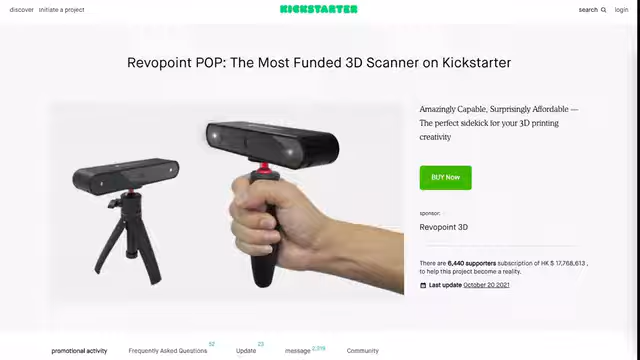 discover Initiate a project
KICKSTARTER
search login
Revopoint POP: The Most Funded 3D Scanner on Kickstarter
Amazingly Capable, Surprisingly Affordable —
The perfect sidekick for your 3D printing
creativity
BUY Now
sponsor:
Revopoint 3D
There are 6,440 supporters subscription of HK $ 17,768,613 ,
to help this project become a reality.
Last update October 20 2021
promotional activity Frequently Asked Questions 52 Update 23 message 2,319 Community